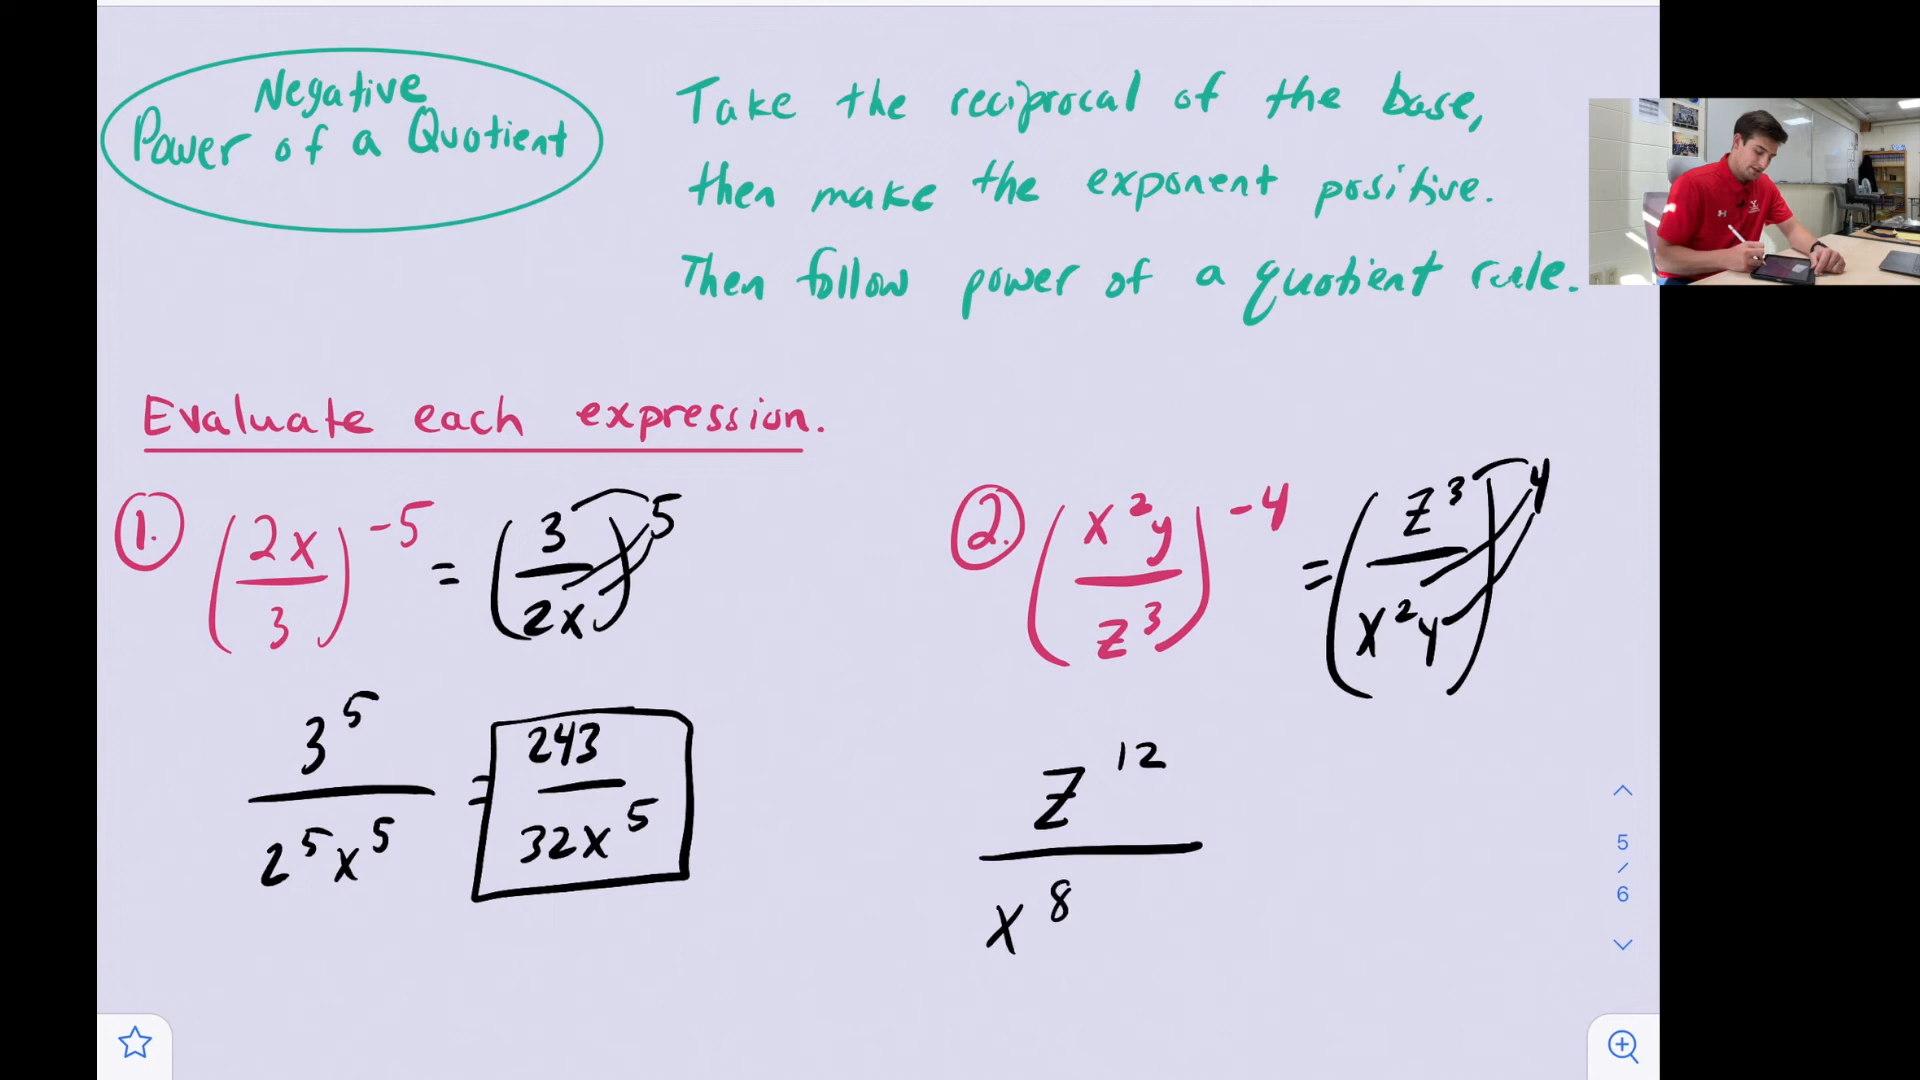 Negative
Power of a Quotient
Take the reciprocal of the base,
then make the exponent positive.
Then follow power of a quotient rule.
Evaluate each expression.
1. (2x/3)^-5 = (3/2x)^5
3^5/2^5x^5 = 243/32x^5
2. (x^2y/z^3)^-4 = (z^3/x^2y)^4
z^12/x^8
5
/
6